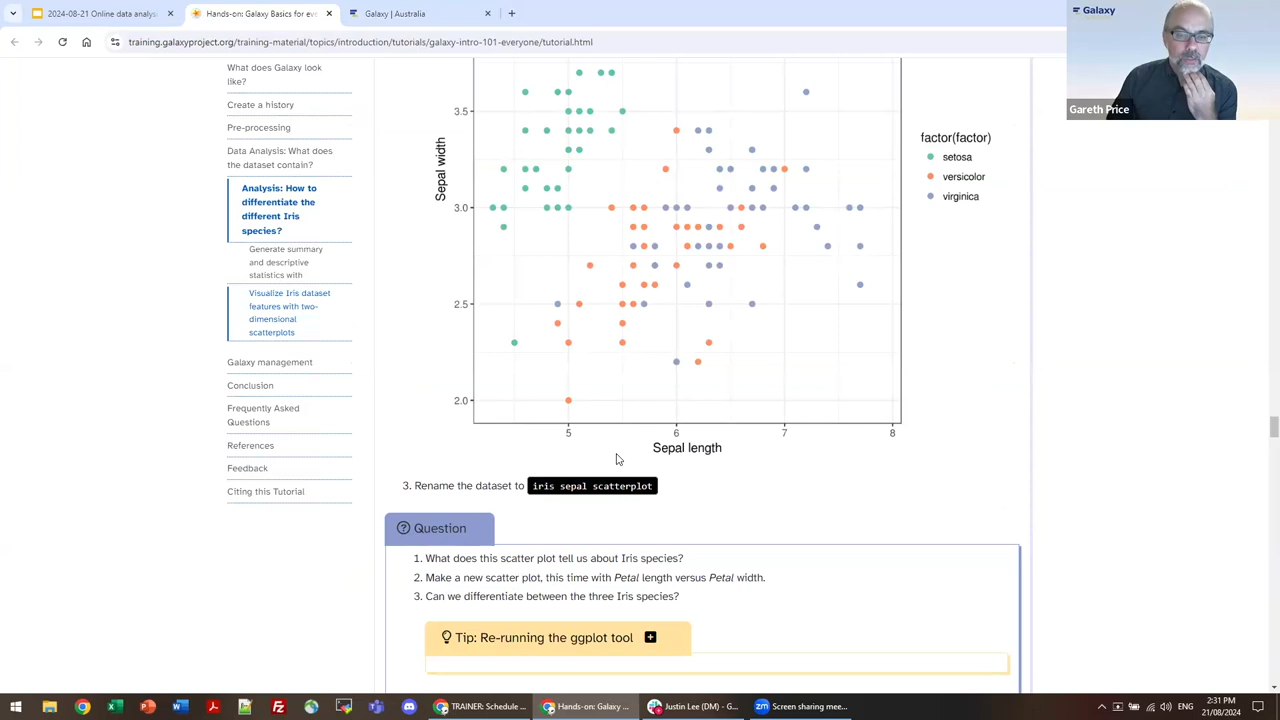 2024-08-21 Online data analysi
Hands-on: Galaxy Basics for ev
Galaxy | Australia
training.galaxyproject.org/training-material/topics/introduction/tutorials/galaxy-intro-101-everyone/tutorial.html
Galaxy
Gareth Price
What does Galaxy look
like?
Create a history
Pre-processing
Data Analysis: What does
the dataset contain?
Analysis: How to
differentiate the
different Iris
species?
Generate summary
and descriptive
statistics with
Visualize Iris dataset
features with two-
dimensional
scatterplots
Galaxy management
Conclusion
Frequently Asked
Questions
References
Feedback
Citing this Tutorial
Sepal width
3.5
3.0
2.5
2.0
5
6
7
8
Sepal length
factor(factor)
setosa
versicolor
virginica
3. Rename the dataset to iris sepal scatterplot
Question
1. What does this scatter plot tell us about Iris species?
2. Make a new scatter plot, this time with Petal length versus Petal width.
3. Can we differentiate between the three Iris species?
Tip: Re-running the ggplot tool
TRAINER: Schedule ...
Hands-on: Galaxy ...
Justin Lee (DM) - G...
zm
Screen sharing mee...
ENG
2:31 PM
21/08/2024